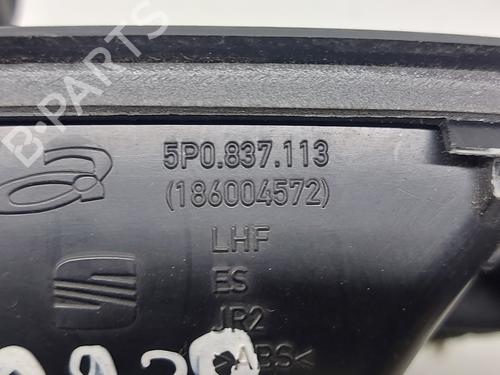 B-PARTS
5P0.837.113
(186004572)
LHF
ES
JR2
>ABS<